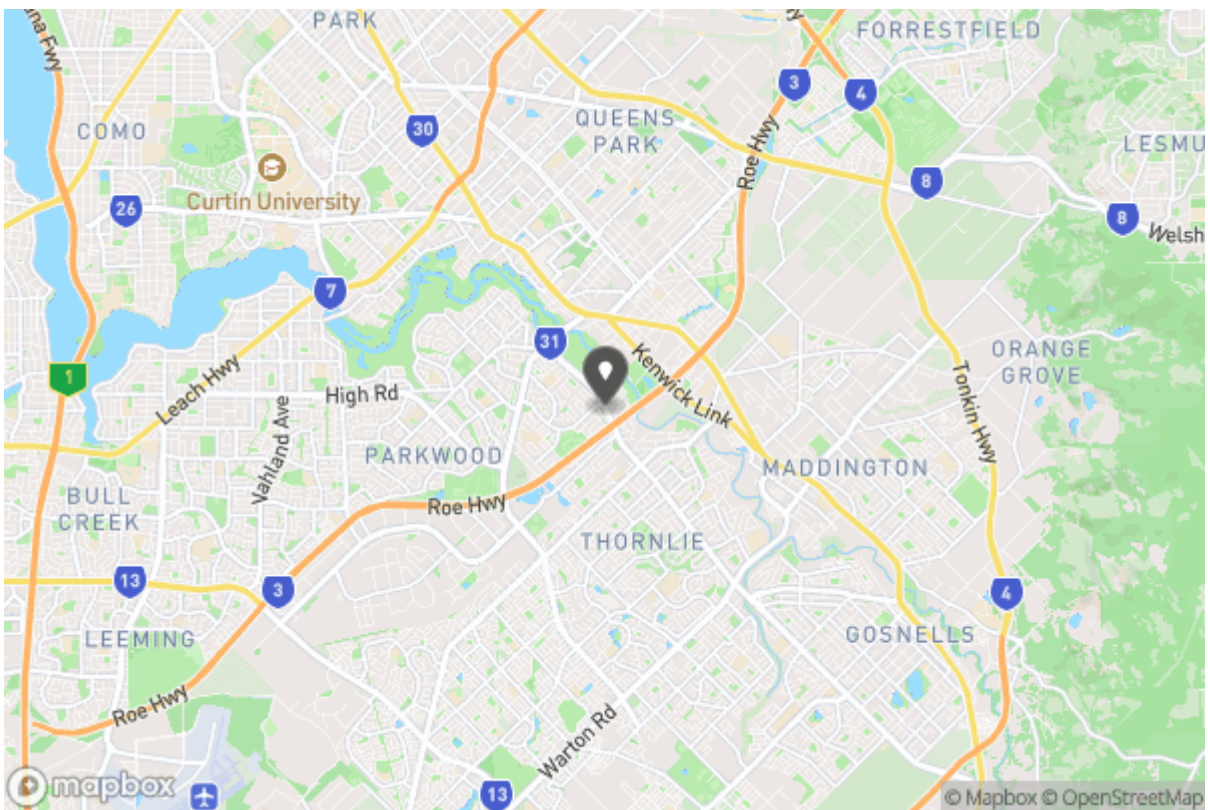 PARK
FORRESTFIELD
3
4
QUEENS
PARK
Roe Hwy
COMO
30
LESMU
Curtin University
8
26
8
Welsh
7
31
ORANGE
GROVE
1
Kenwick Link
Leach Hwy
High Rd
Tonkin Hwy
Vahland Ave
PARKWOOD
MADDINGTON
BULL
CREEK
Roe Hwy
THORNLIE
13
3
4
LEEMING
GOSNELLS
Roe Hwy
Warton Rd
13
mapbox
© Mapbox © OpenStreetMap